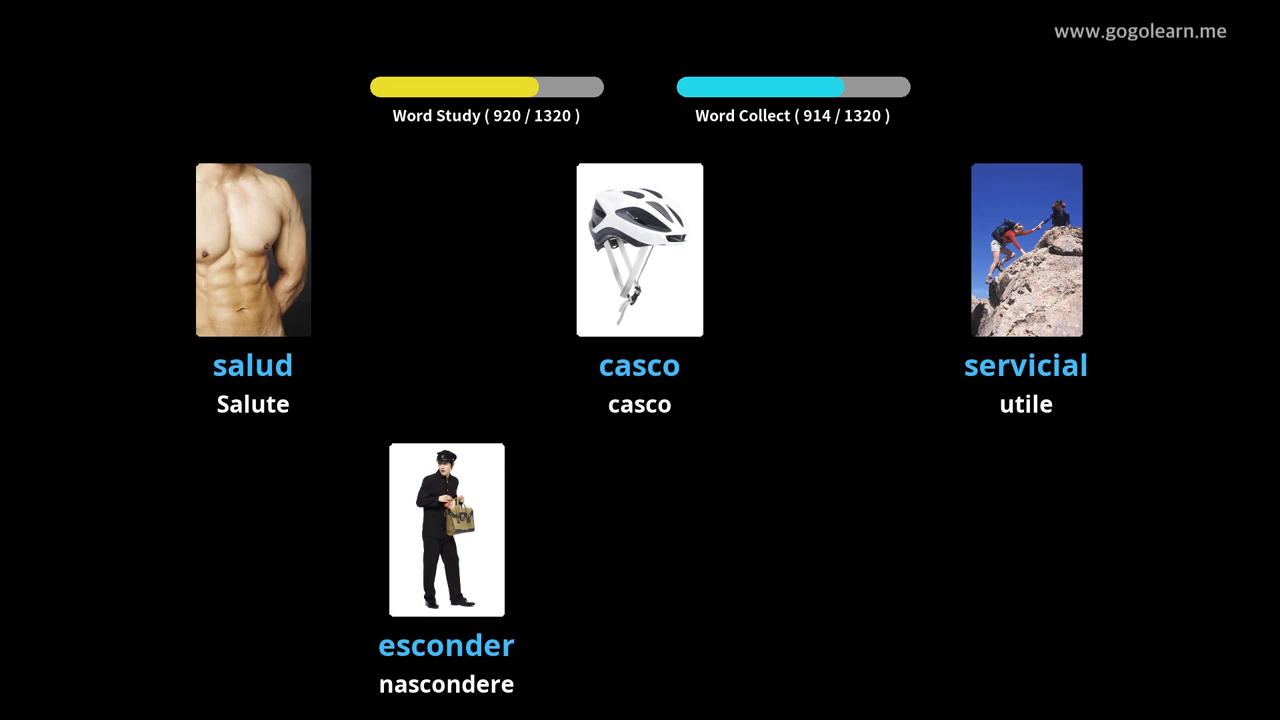 www.gogolearn.me
Word Study ( 920 / 1320 )
Word Collect ( 914 / 1320 )
salud
Salute
casco
casco
servicial
utile
esconder
nascondere